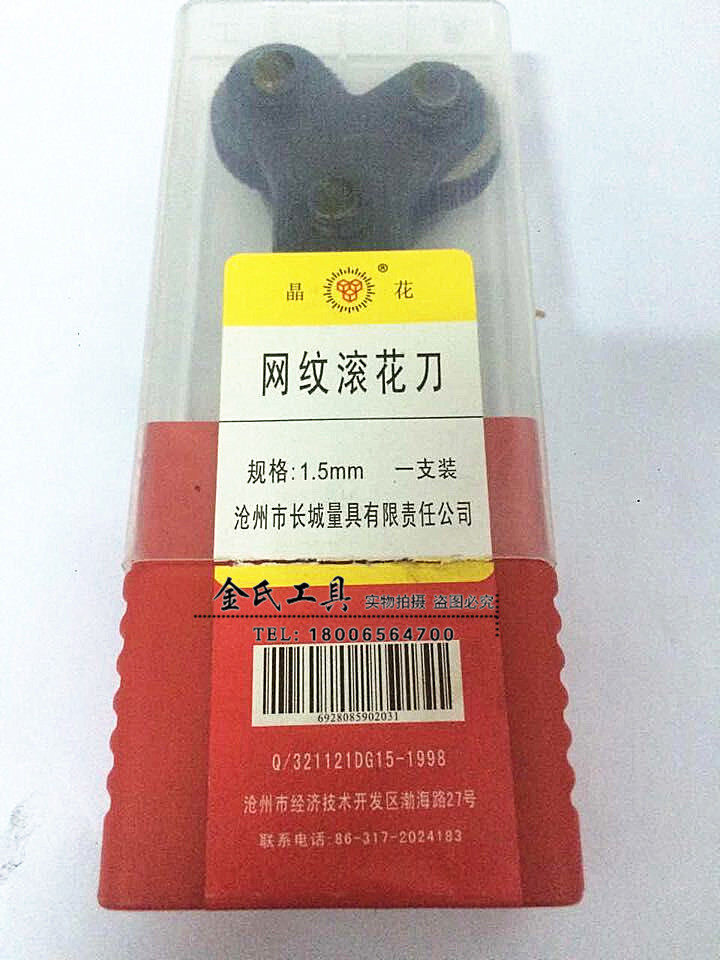 晶 ® 花
网纹滚花刀
规格:1.5mm 一支装
沧州市长城量具有限责任公司
金氏工具 实物拍摄 盗图必究
TEL: 18006564700
6928085902031
Q/321121DG15-1998
沧州市经济技术开发区渤海路27号
联系电话:86-317-2024183